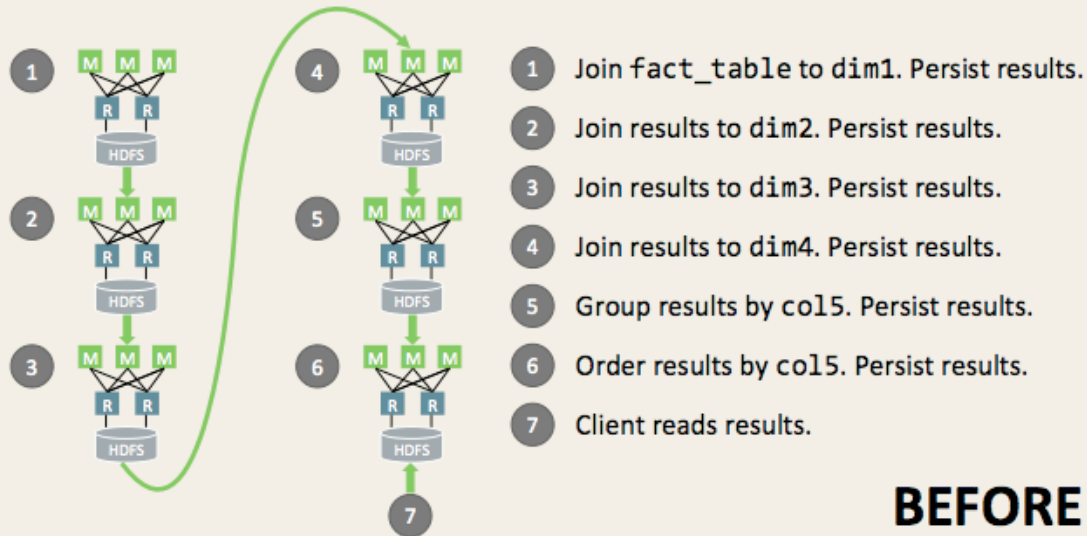 1
M M M
R R
HDFS
2
M M M
R R
HDFS
3
M M M
R R
HDFS
4
M M M
R R
HDFS
5
M M M
R R
HDFS
6
M M M
R R
HDFS
7
1 Join fact_table to dim1. Persist results.
2 Join results to dim2. Persist results.
3 Join results to dim3. Persist results.
4 Join results to dim4. Persist results.
5 Group results by col5. Persist results.
6 Order results by col5. Persist results.
7 Client reads results.
BEFORE